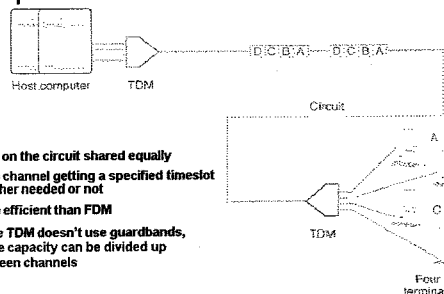 D C B A D C B A
Host computer
TDM
Circuit
on the circuit shared equally
channel getting a specified timeslot
her needed or not
efficient than FDM
e TDM doesn't use guardbands,
e capacity can be divided up
een channels
A
C
TDM
Four
termina